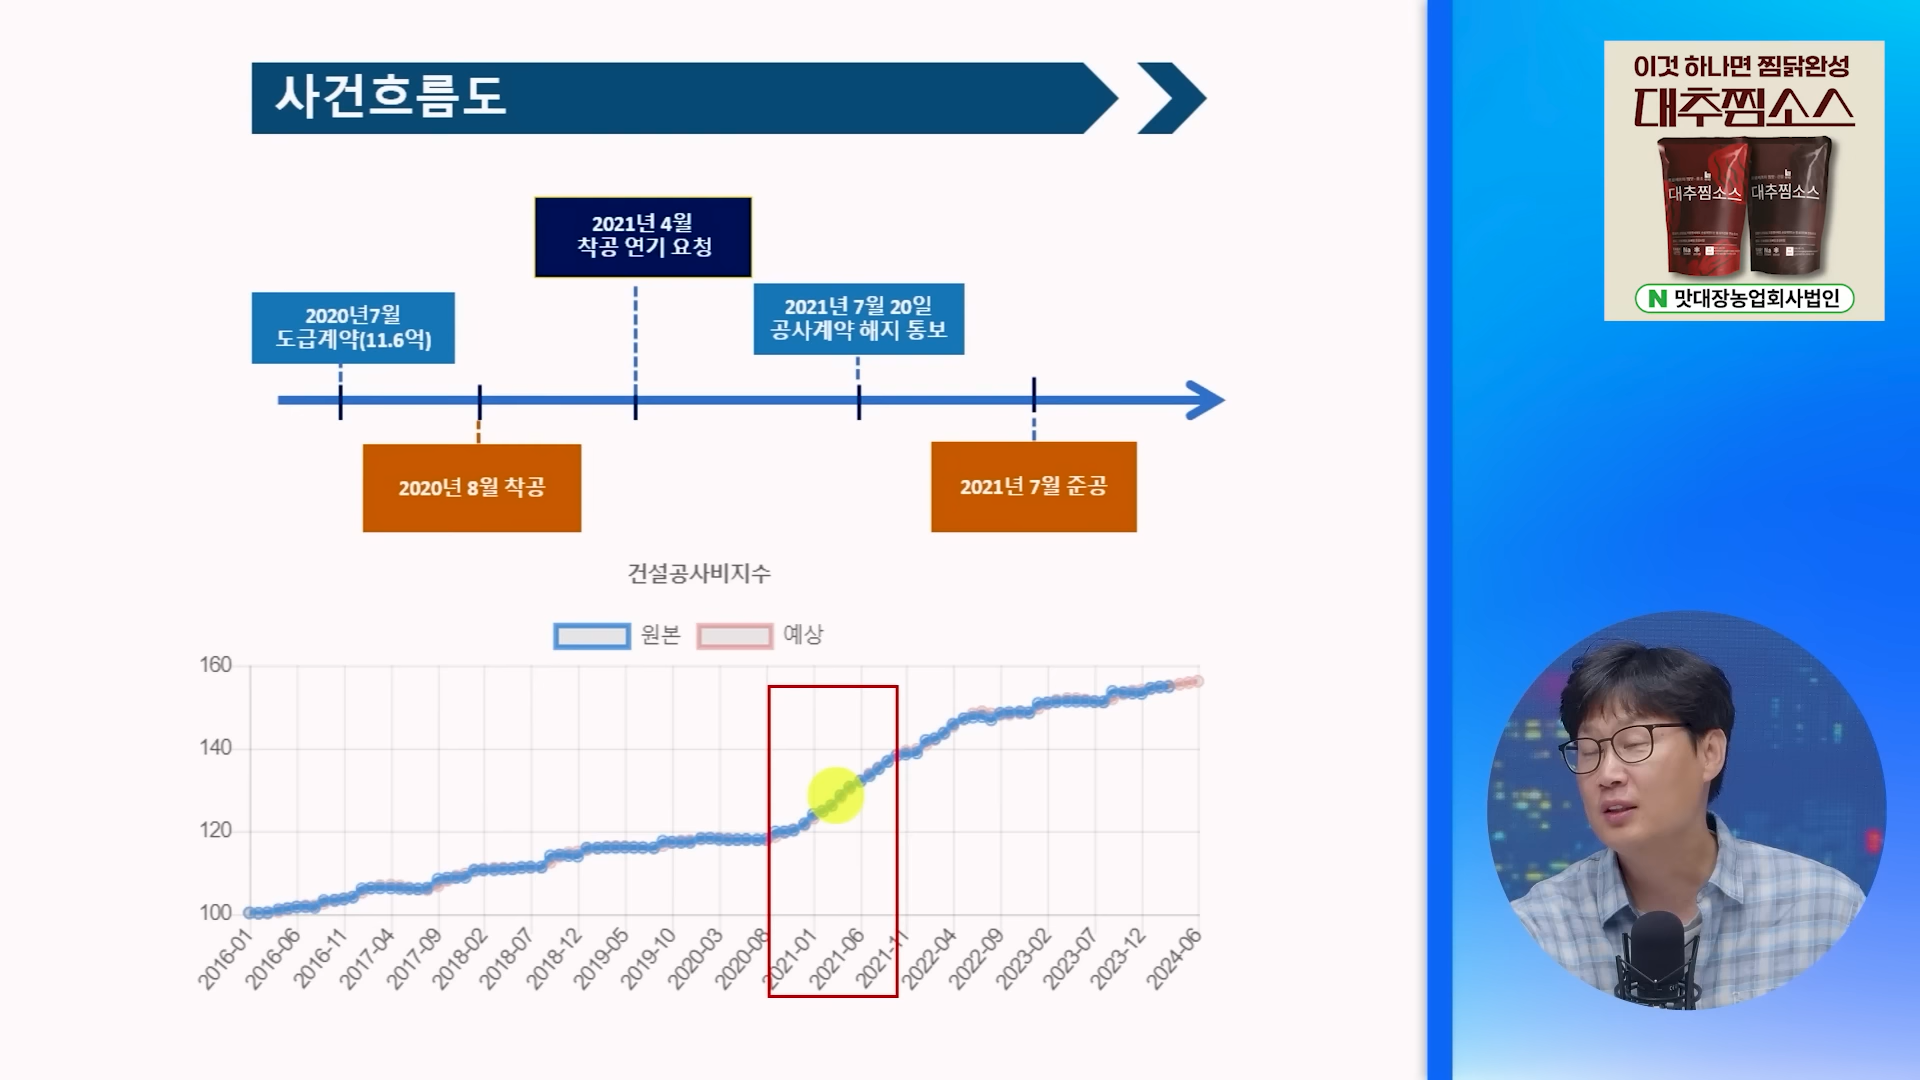 사건흐름도
2021년 4월
착공 연기 요청
2020년7월
도급계약(11.6억)
2021년 7월 20일
공사계약 해지 통보
2020년 8월 착공
2021년 7월 준공
건설공사비지수
원본 예상
160
140
120
100
2016-01 2016-06 2016-11 2017-04 2017-09 2018-02 2018-07 2018-12 2019-05 2019-10 2020-03 2020-08 2021-01 2021-06 2021-11 2022-04 2022-09 2023-02 2023-07 2023-12 2024-06
이것 하나면 찜닭완성
대추찜소스
대추찜소스 대추찜소스
N 맛대장농업회사법인